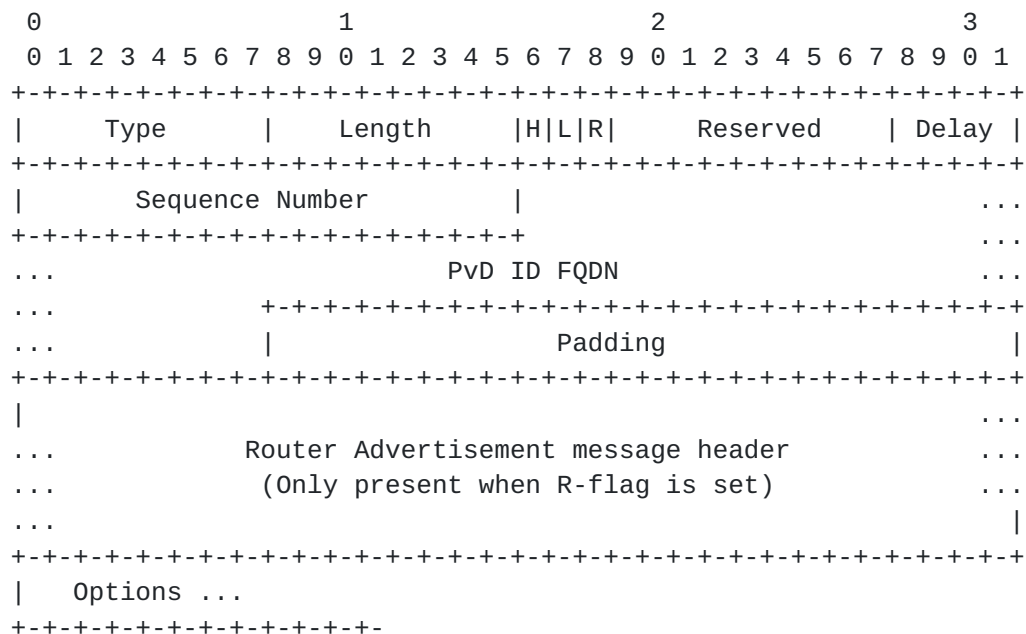 0                   1                   2                   3
 0 1 2 3 4 5 6 7 8 9 0 1 2 3 4 5 6 7 8 9 0 1 2 3 4 5 6 7 8 9 0 1
+-+-+-+-+-+-+-+-+-+-+-+-+-+-+-+-+-+-+-+-+-+-+-+-+-+-+-+-+-+-+-+-+
|     Type      |    Length     |H|L|R|     Reserved    | Delay |
+-+-+-+-+-+-+-+-+-+-+-+-+-+-+-+-+-+-+-+-+-+-+-+-+-+-+-+-+-+-+-+-+
|       Sequence Number         |                             ...
+-+-+-+-+-+-+-+-+-+-+-+-+-+-+-+-+                             ...
...                         PvD ID FQDN                       ...
...             +-+-+-+-+-+-+-+-+-+-+-+-+-+-+-+-+-+-+-+-+-+-+-+-+
...             |                  Padding                      |
+-+-+-+-+-+-+-+-+-+-+-+-+-+-+-+-+-+-+-+-+-+-+-+-+-+-+-+-+-+-+-+-+
|                                                             ...
...            Router Advertisement message header            ...
...             (Only present when R-flag is set)             ...
...                                                             |
+-+-+-+-+-+-+-+-+-+-+-+-+-+-+-+-+-+-+-+-+-+-+-+-+-+-+-+-+-+-+-+-+
|   Options ...
+-+-+-+-+-+-+-+-+-+-+-+-